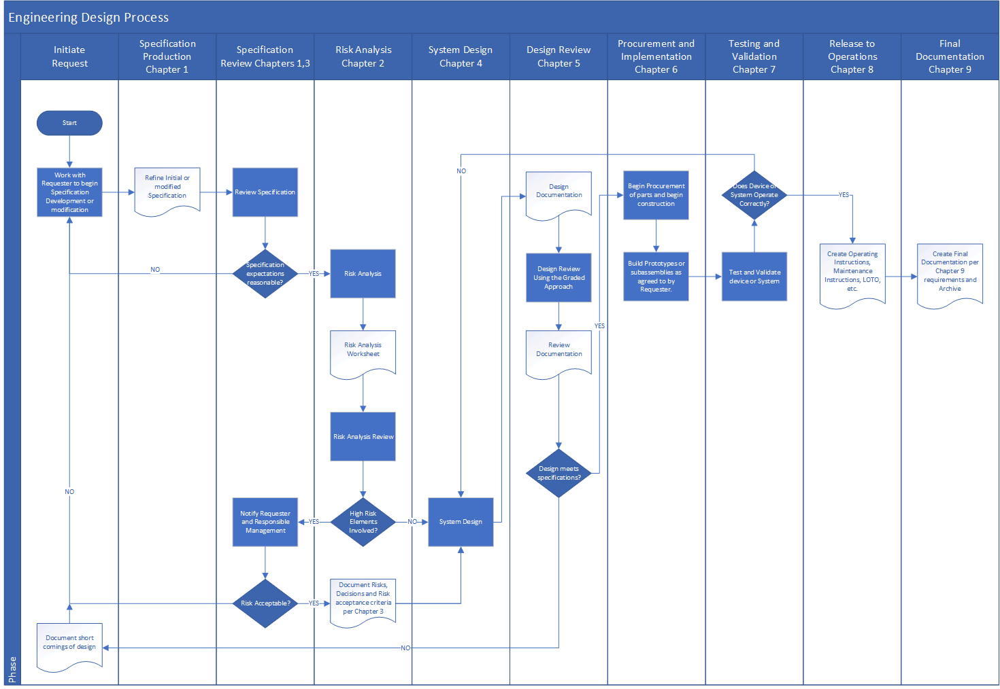 Engineering Design Process
Initiate
Request
Specification
Production
Chapter 1
Specification
Review Chapters 1,3
Risk Analysis
Chapter 2
System Design
Chapter 4
Design Review
Chapter 5
Procurement and
Implementation
Chapter 6
Testing and
Validation
Chapter 7
Release to
Operations
Chapter 8
Final
Documentation
Chapter 9
Phase
Start
Work with
Requester to begin
Specification
Development or
modification
NO
Document short
comings of design
Refine Initial or
modified
Specification
NO
Review Specification
Specification
expectations
reasonable?
YES
Notify Requester
and Responsible
Management
YES
Risk Acceptable?
YES
Risk Analysis
Risk Analysis
Worksheet
Risk Analysis Review
High Risk
Elements
Involved?
NO
Document Risks,
Decisions and Risk
acceptance criteria
per Chapter 3
NO
NO
System Design
Design
Documentation
Design Review
Using the Graded
Approach
Review
Documentation
Design meets
specifications?
YES
Begin Procurement
of parts and begin
construction
Build Prototypes or
subassemblies as
agreed to by
Requester.
Does Device or
System Operate
Correctly?
Test and Validate
device or System
YES
Create Operating
Instructions,
Maintenance
Instructions, LOTO,
etc.
Create Final
Documentation per
Chapter 9
requirements and
Archive